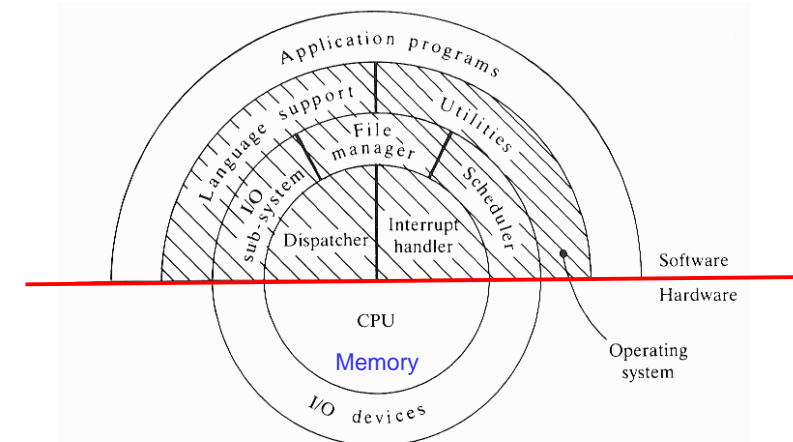 Application programs
Language support
Utilities
File
manager
I/O
sub-system
Scheduler
Dispatcher
Interrupt
handler
Software
Hardware
CPU
Memory
Operating
system
I/O devices